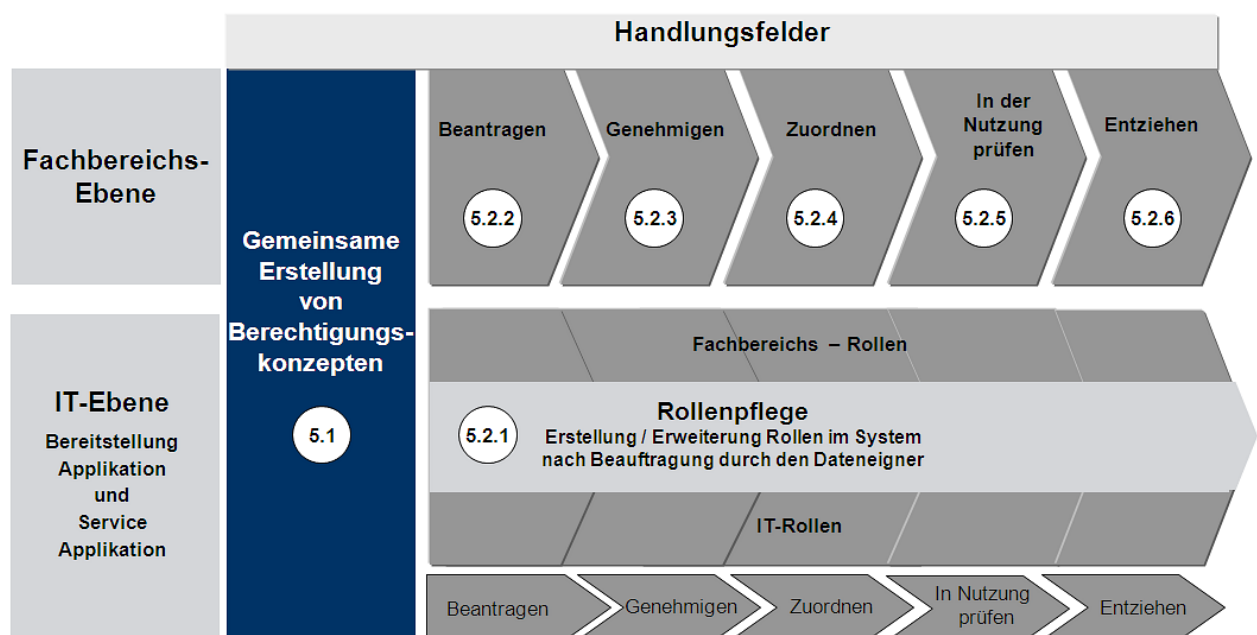 Handlungsfelder
Fachbereichs-
Ebene
Gemeinsame
Erstellung
von
Berechtigungs-
konzepten
5.1
Beantragen
5.2.2
Genehmigen
5.2.3
Zuordnen
5.2.4
In der
Nutzung
prüfen
5.2.5
Entziehen
5.2.6
IT-Ebene
Bereitstellung
Applikation
und
Service
Applikation
Fachbereichs – Rollen
5.2.1
Rollenpflege
Erstellung / Erweiterung Rollen im System
nach Beauftragung durch den Dateneigner
IT-Rollen
Beantragen
Genehmigen
Zuordnen
In Nutzung
prüfen
Entziehen